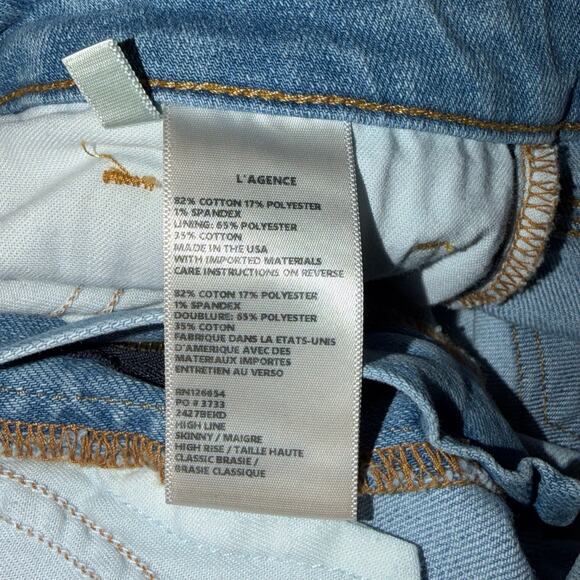 L'AGENCE
82% COTTON 17% POLYESTER
1% SPANDEX
LINING: 65% POLYESTER
35% COTTON
MADE IN THE USA
WITH IMPORTED MATERIALS
CARE INSTRUCTIONS ON REVERSE
82% COTON 17% POLYESTER
1% SPANDEX
DOUBLURE: 65% POLYESTER
35% COTON
FABRIQUE DANS LA ETATS-UNIS
D'AMERIQUE AVEC DES
MATERIAUX IMPORTES
ENTRETIEN AU VERSO
RN126654
PO # 3733
2427BEKD
HIGH LINE
SKINNY / MAIGRE
HIGH RISE / TAILLE HAUTE
CLASSIC BRASIE /
BRASIE CLASSIQUE